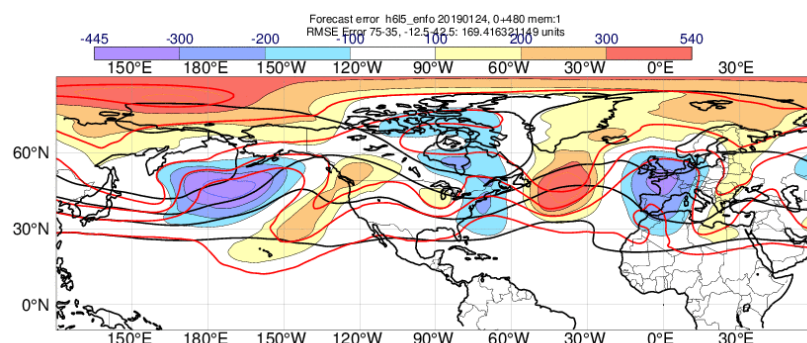 Forecast error h6l5_enfo 20190124, 0+480 mem:1
RMSE Error 75-35, -12.5-42.5: 169.416321149 units
-445 -300 -200 -100 100 200 300 540
150°E 180°E 150°W 120°W 90°W 60°W 30°W 0°E 30°E
60°N
30°N
0°N
150°E 180°E 150°W 120°W 90°W 60°W 30°W 0°E 30°E